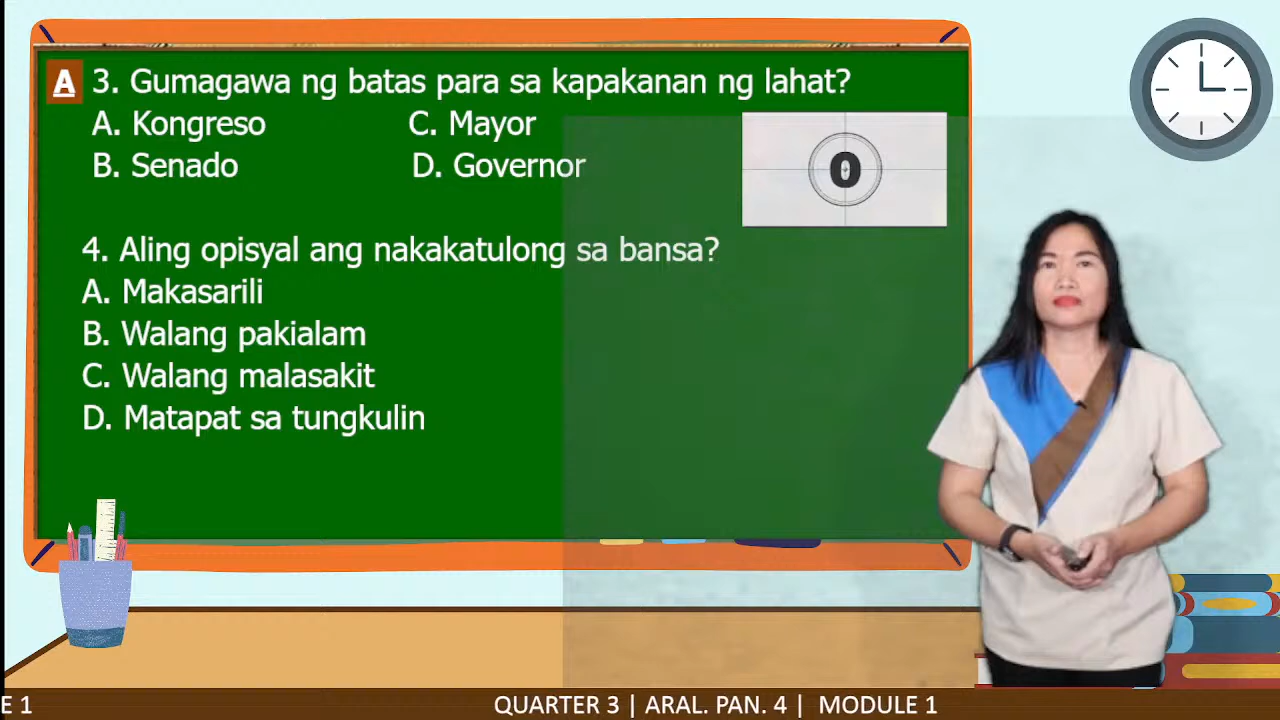 A 3. Gumagawa ng batas para sa kapakanan ng lahat?
A. Kongreso C. Mayor
B. Senado D. Governor
0
4. Aling opisyal ang nakakatulong sa bansa?
A. Makasarili
B. Walang pakialam
C. Walang malasakit
D. Matapat sa tungkulin
E 1 QUARTER 3 | ARAL. PAN. 4 | MODULE 1